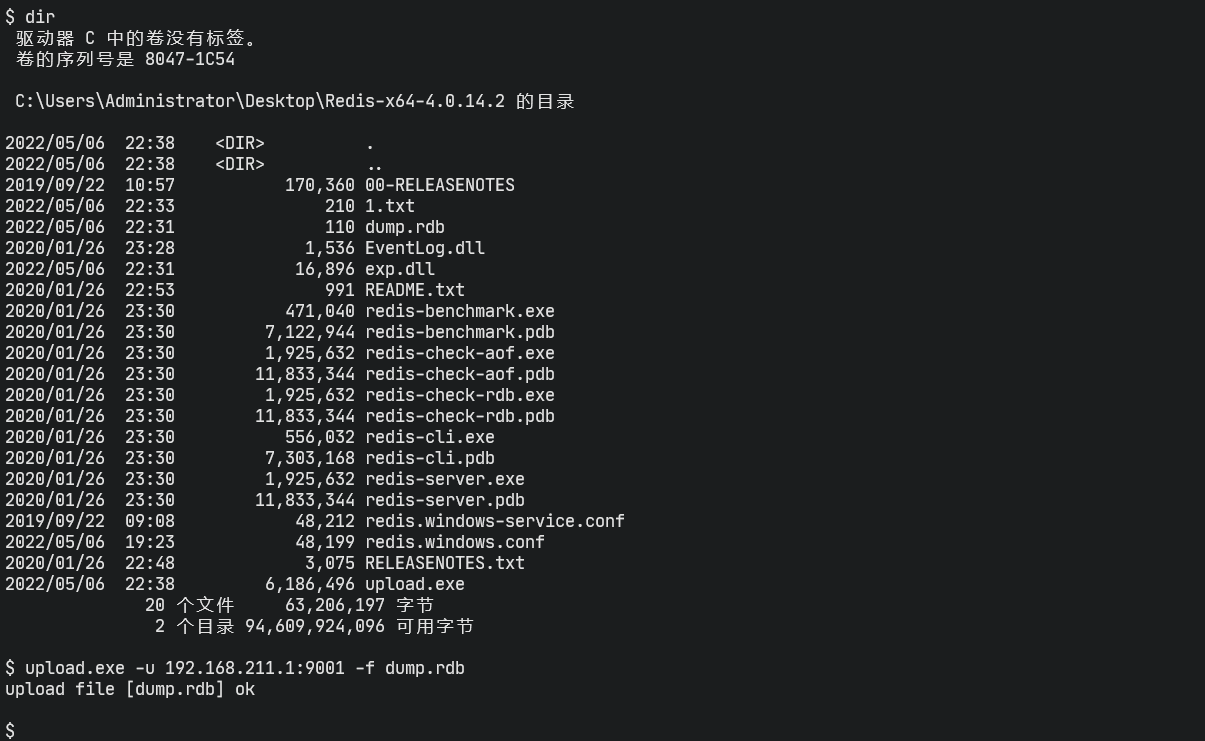 $ dir
 驱动器 C 中的卷没有标签。
 卷的序列号是 8047-1C54

 C:\Users\Administrator\Desktop\Redis-x64-4.0.14.2 的目录

2022/05/06  22:38    <DIR>          .
2022/05/06  22:38    <DIR>          ..
2019/09/22  10:57           170,360 00-RELEASENOTES
2022/05/06  22:33               210 1.txt
2022/05/06  22:31               110 dump.rdb
2020/01/26  23:28             1,536 EventLog.dll
2022/05/06  22:31            16,896 exp.dll
2020/01/26  22:53               991 README.txt
2020/01/26  23:30           471,040 redis-benchmark.exe
2020/01/26  23:30         7,122,944 redis-benchmark.pdb
2020/01/26  23:30         1,925,632 redis-check-aof.exe
2020/01/26  23:30        11,833,344 redis-check-aof.pdb
2020/01/26  23:30         1,925,632 redis-check-rdb.exe
2020/01/26  23:30        11,833,344 redis-check-rdb.pdb
2020/01/26  23:30           556,032 redis-cli.exe
2020/01/26  23:30         7,303,168 redis-cli.pdb
2020/01/26  23:30         1,925,632 redis-server.exe
2020/01/26  23:30        11,833,344 redis-server.pdb
2019/09/22  09:08            48,212 redis.windows-service.conf
2022/05/06  19:23            48,199 redis.windows.conf
2020/01/26  22:48             3,075 RELEASENOTES.txt
2022/05/06  22:38         6,186,496 upload.exe
              20 个文件     63,206,197 字节
               2 个目录 94,609,924,096 可用字节

$ upload.exe -u 192.168.211.1:9001 -f dump.rdb
upload file [dump.rdb] ok

$